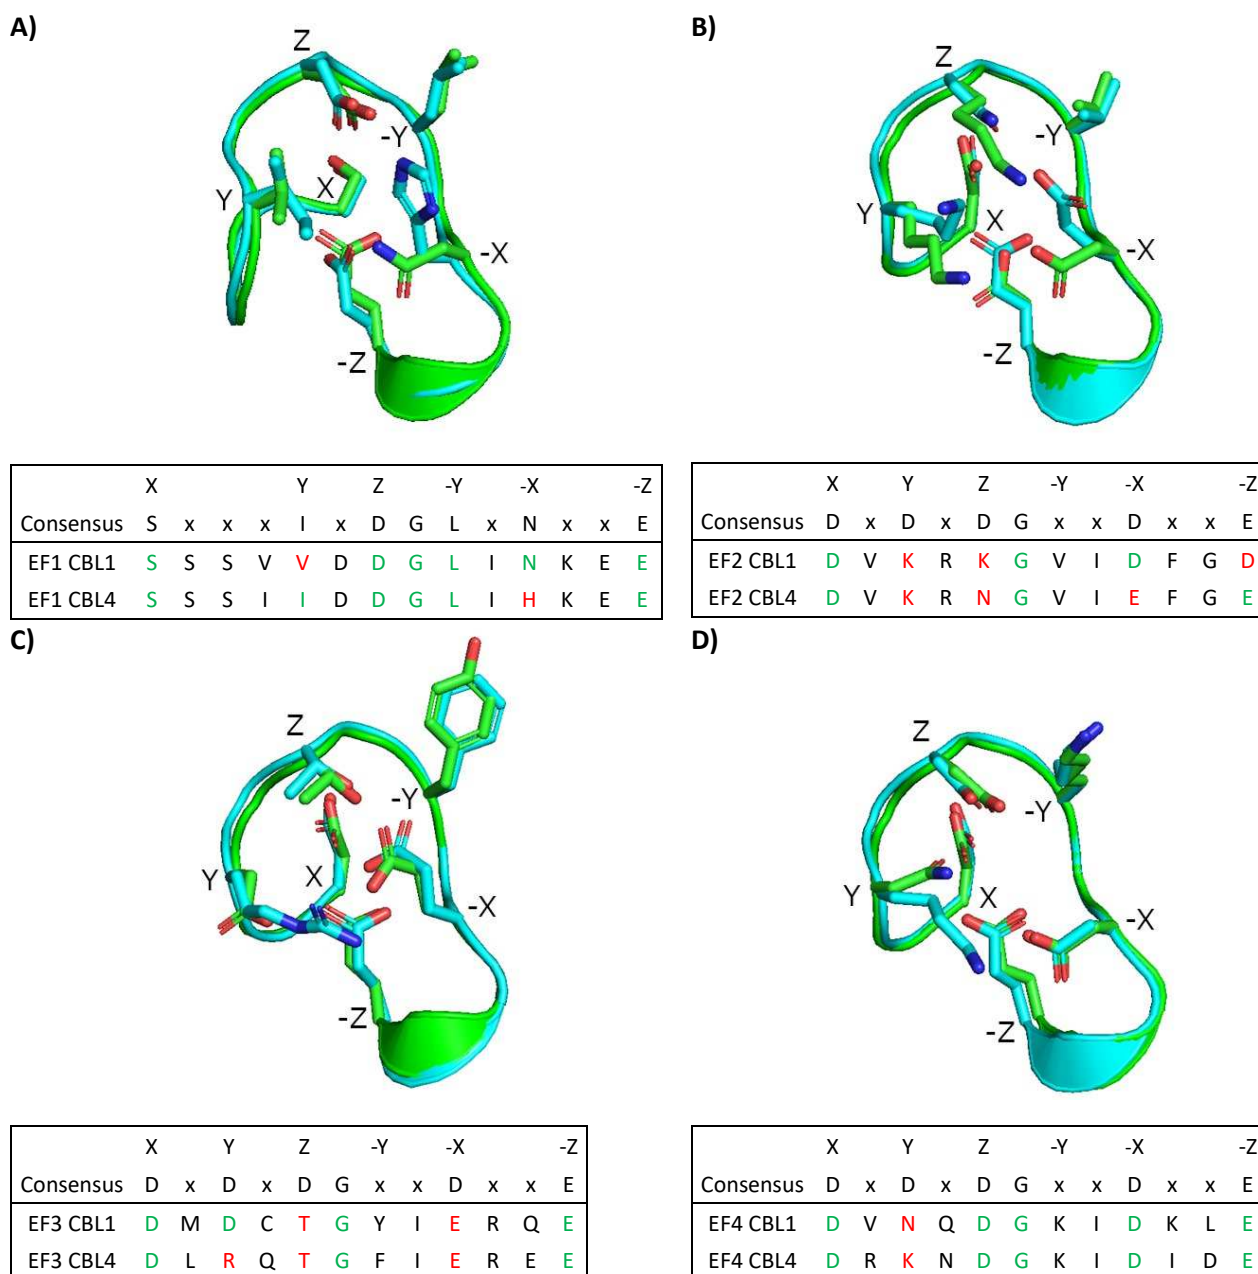 A)
Z
-Y
Y
X
-X
-Z
X Y Z -Y -X -Z
Consensus S x x x I x D G L x N x x E
EF1 CBL1 S S S V V D D G L I N K E E
EF1 CBL4 S S S I I D D G L I H K E E
B)
Z
-Y
Y
X
-X
-Z
X Y Z -Y -X -Z
Consensus D x D x D G x x D x x E
EF2 CBL1 D V K R K G V I D F G D
EF2 CBL4 D V K R N G V I E F G E
C)
Z
-Y
Y
X
-X
-Z
X Y Z -Y -X -Z
Consensus D x D x D G x x D x x E
EF3 CBL1 D M D C T G Y I E R Q E
EF3 CBL4 D L R Q T G F I E R E E
D)
Z
-Y
Y
X
-X
-Z
X Y Z -Y -X -Z
Consensus D x D x D G x x D x x E
EF4 CBL1 D V N Q D G K I D K L E
EF4 CBL4 D R K N D G K I D I D E